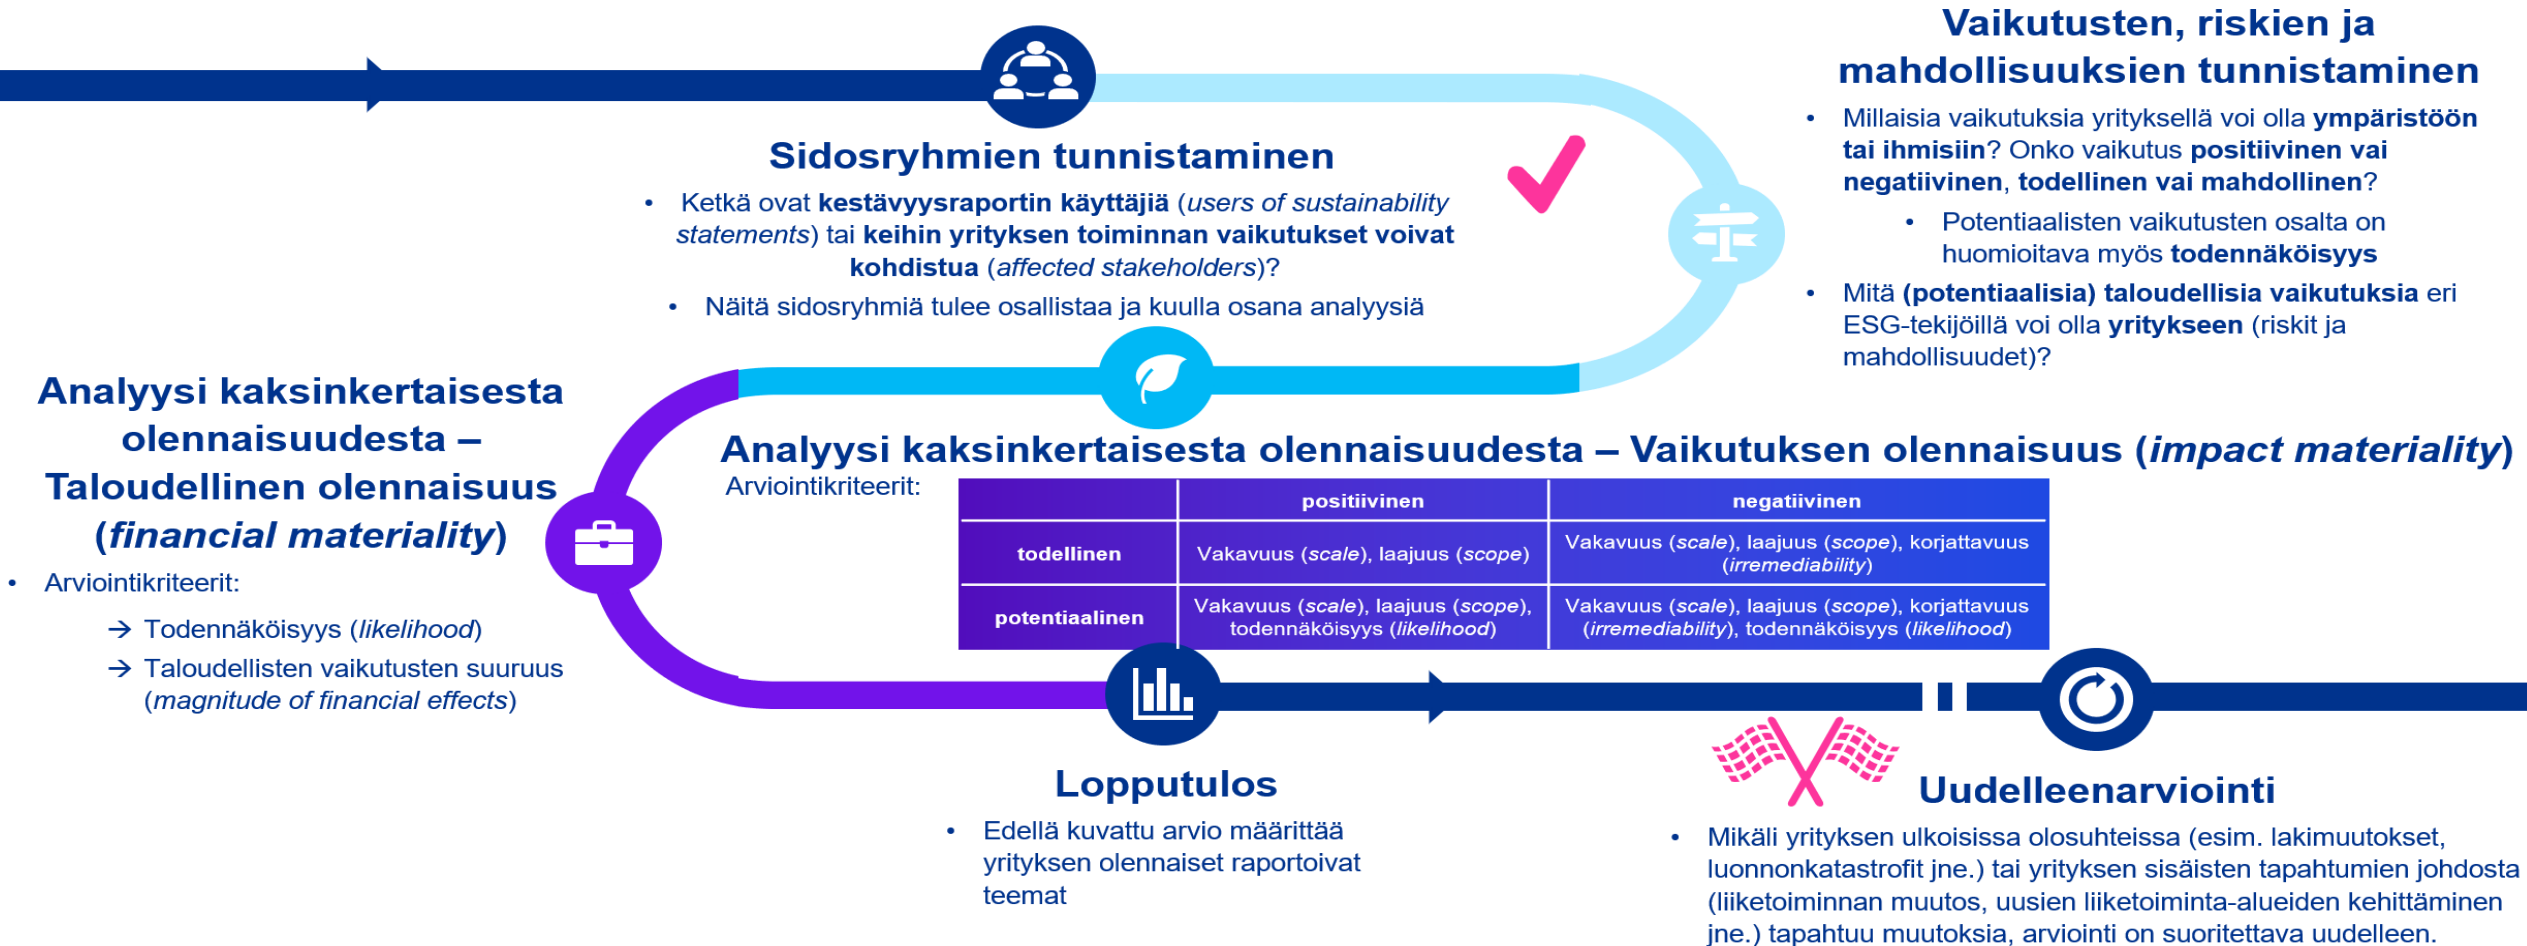 Sidosryhmien tunnistaminen
• Ketkä ovat kestävyysraportin käyttäjiä (users of sustainability
statements) tai keihin yrityksen toiminnan vaikutukset voivat
kohdistua (affected stakeholders)?
• Näitä sidosryhmiä tulee osallistaa ja kuulla osana analyysiä
Vaikutusten, riskien ja
mahdollisuuksien tunnistaminen
• Millaisia vaikutuksia yrityksellä voi olla ympäristöön
tai ihmisiin? Onko vaikutus positiivinen vai
negatiivinen, todellinen vai mahdollinen?
• Potentiaalisten vaikutusten osalta on
huomioitava myös todennäköisyys
• Mitä (potentiaalisia) taloudellisia vaikutuksia eri
ESG-tekijöillä voi olla yritykseen (riskit ja
mahdollisuudet)?
Analyysi kaksinkertaisesta olennaisuudesta – Vaikutuksen olennaisuus (impact materiality)
Arviointikriteerit:
positiivinen negatiivinen
todellinen Vakavuus (scale), laajuus (scope) Vakavuus (scale), laajuus (scope), korjattavuus
(irremediability)
potentiaalinen Vakavuus (scale), laajuus (scope), Vakavuus (scale), laajuus (scope), korjattavuus
todennäköisyys (likelihood) (irremediability), todennäköisyys (likelihood)
Analyysi kaksinkertaisesta
olennaisuudesta –
Taloudellinen olennaisuus
(financial materiality)
• Arviointikriteerit:
→ Todennäköisyys (likelihood)
→ Taloudellisten vaikutusten suuruus
(magnitude of financial effects)
Lopputulos
• Edellä kuvattu arvio määrittää
yrityksen olennaiset raportoivat
teemat
Uudelleenarviointi
• Mikäli yrityksen ulkoisissa olosuhteissa (esim. lakimuutokset,
luonnonkatastrofit jne.) tai yrityksen sisäisten tapahtumien johdosta
(liiketoiminnan muutos, uusien liiketoiminta-alueiden kehittäminen
jne.) tapahtuu muutoksia, arviointi on suoritettava uudelleen.